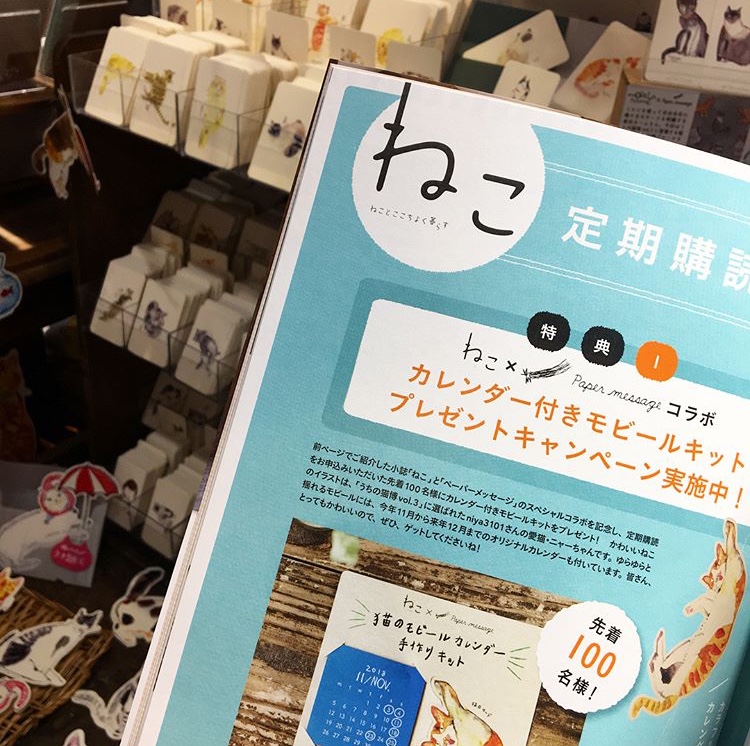 ねこ
ねことここちよく暮らす
定期購読
特典1
ねこ× Paper message コラボ
カレンダー付きモビールキット
プレゼントキャンペーン実施中!
前ページでご紹介した小誌「ねこ」と「ペーパーメッセージ」のスペシャルコラボを記念し、定期購読
をお申込みいただいた先着100名様にカレンダー付きモビールキットをプレゼント! かわいいねこ
のイラストは、「うちの猫博vol.3」に選ばれたniya3101さんの愛猫・ニャーちゃんです。ゆらゆらと
揺れるモビールには、今年11月から来年12月までのオリジナルカレンダーも付いています。皆さん、
とってもかわいいので、ぜひ、ゲットしてくださいね!
先着
100
名様!
ねこ× Paper message
猫のモビールカレンダー
手作りキット
2018
11/NOV.
カレン